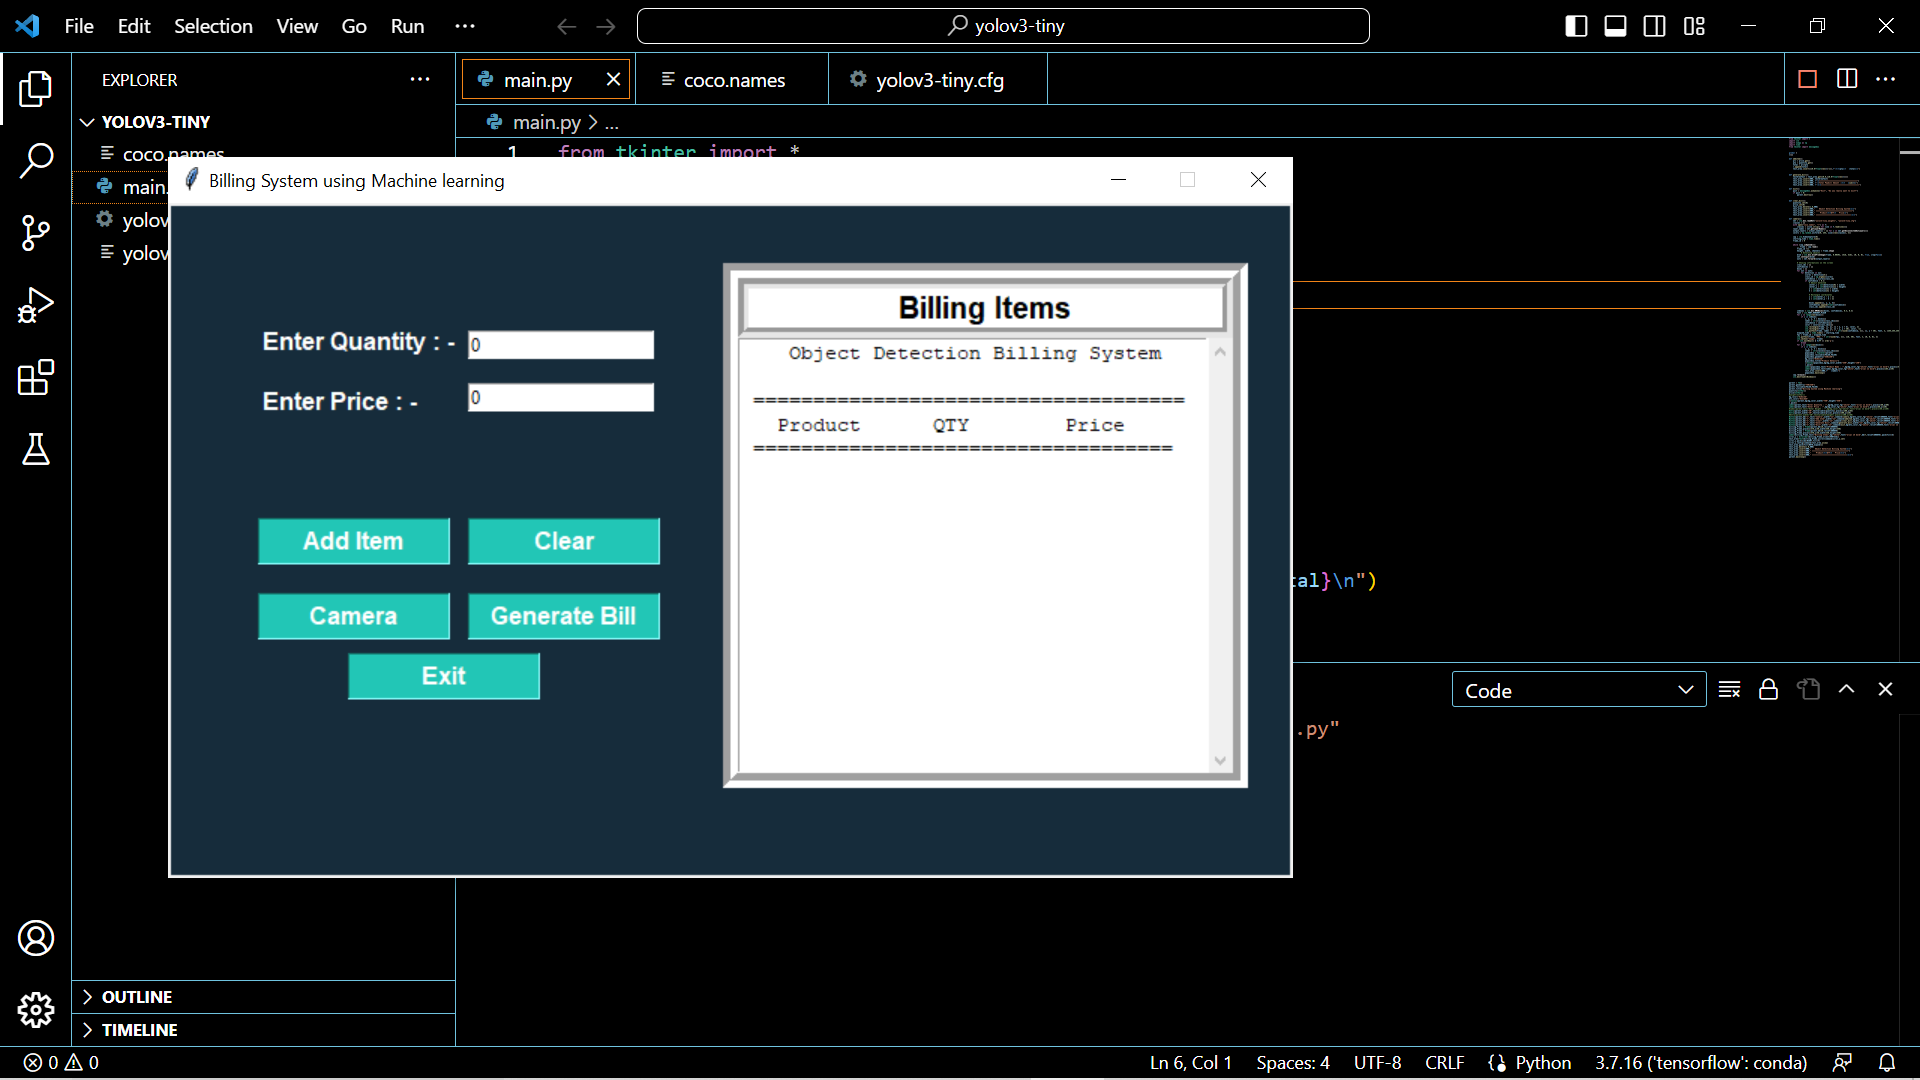 File Edit Selection View Go Run ...
yolov3-tiny
EXPLORER
main.py
coco.names
yolov3-tiny.cfg
YOLOV3-TINY
main.py > ...
coco.names
1 from tkinter import *
main.
yolov
yolov
Billing System using Machine learning
Enter Quantity : - 0
Enter Price : - 0
Add Item
Clear
Camera
Generate Bill
Exit
Billing Items
Object Detection Billing System
====================================
Product QTY Price
===================================
tal}\n")
Code
.py"
OUTLINE
TIMELINE
0 0
Ln 6, Col 1 Spaces: 4 UTF-8 CRLF Python 3.7.16 ('tensorflow': conda)